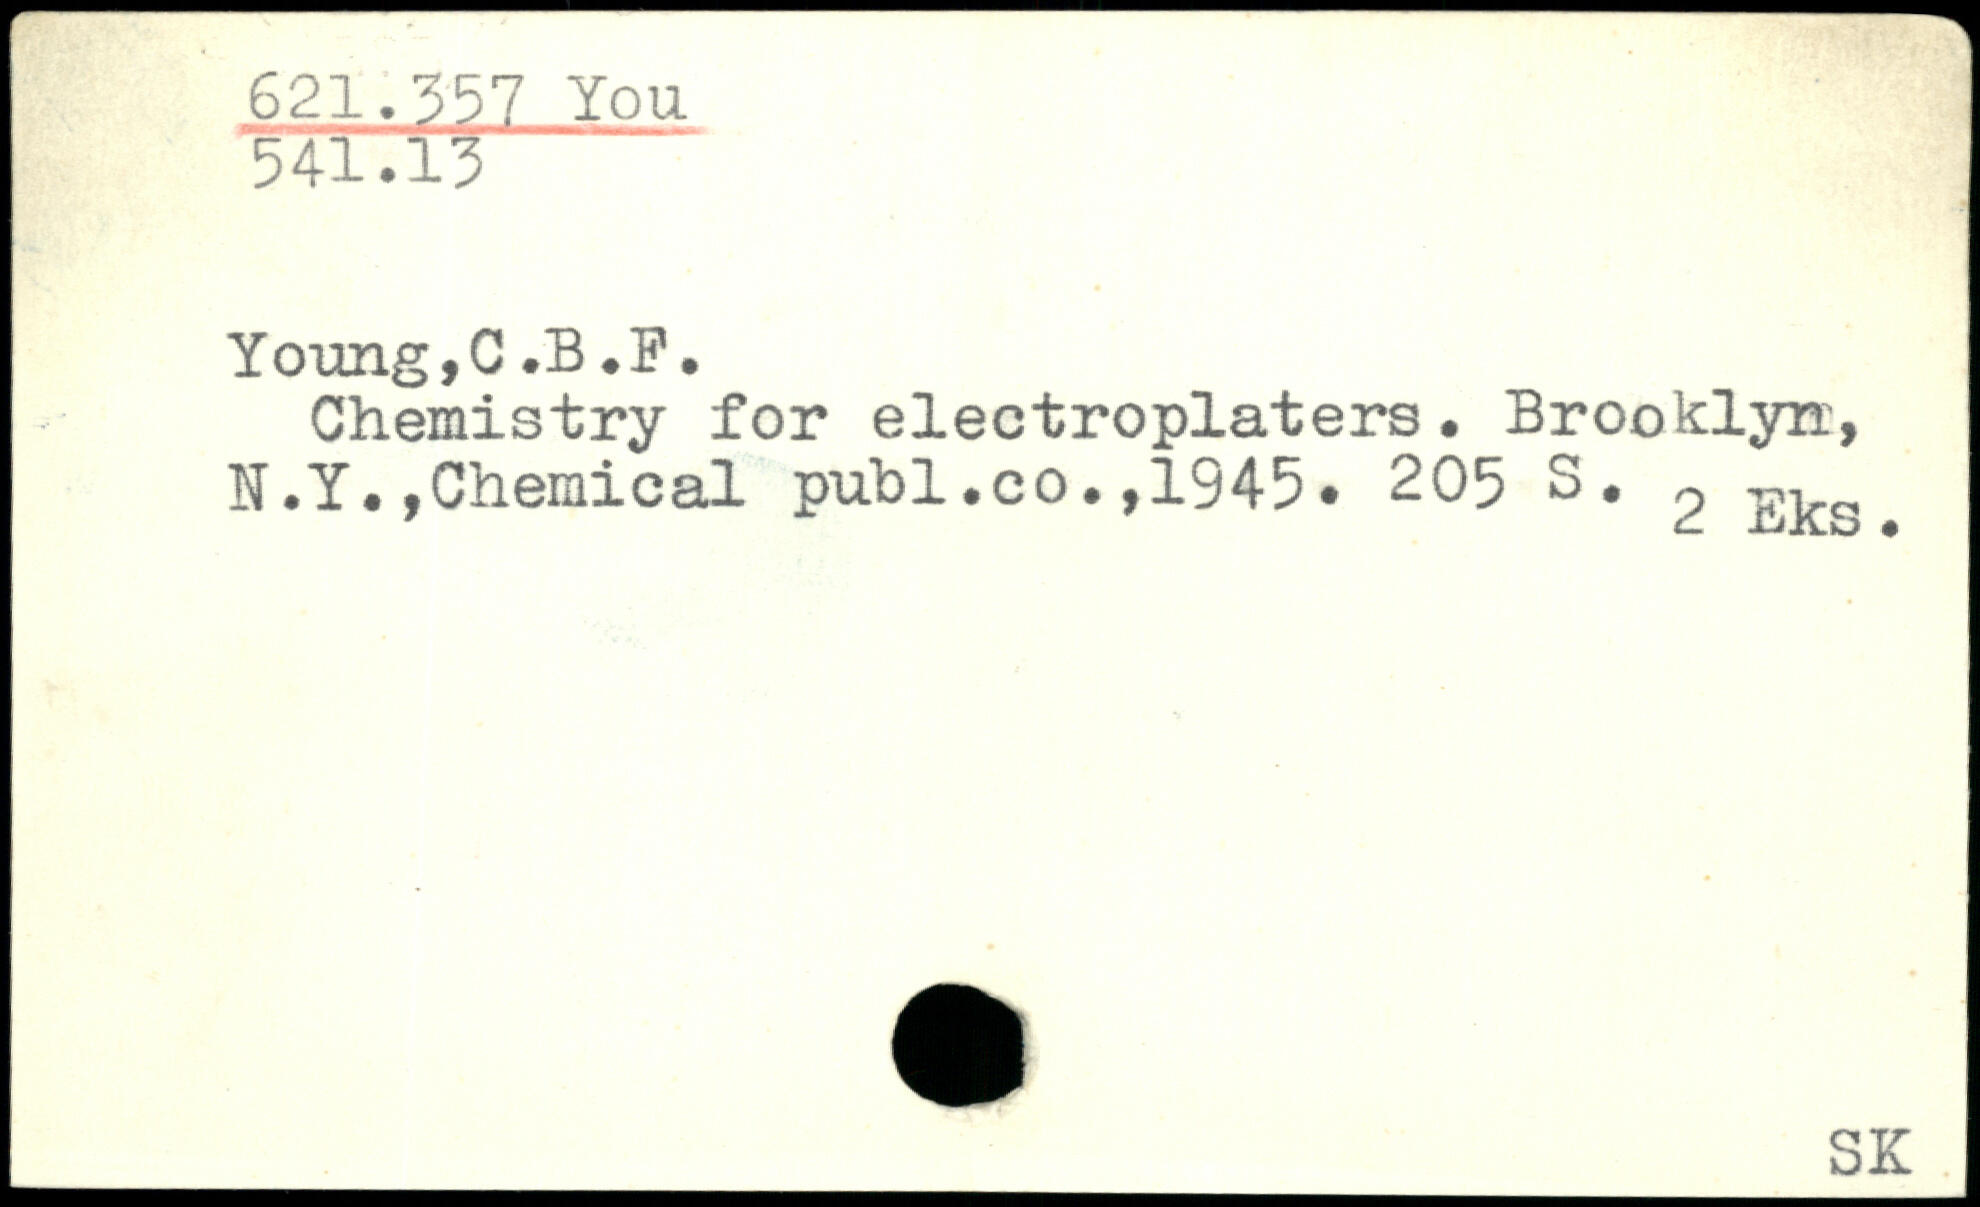 621.357 You
541.13
Young,C.B.F.
Chemistry for electroplaters. Brooklyn,
N.Y.,Chemical publ.co.,1945. 205 S. 2 Eks.
SK